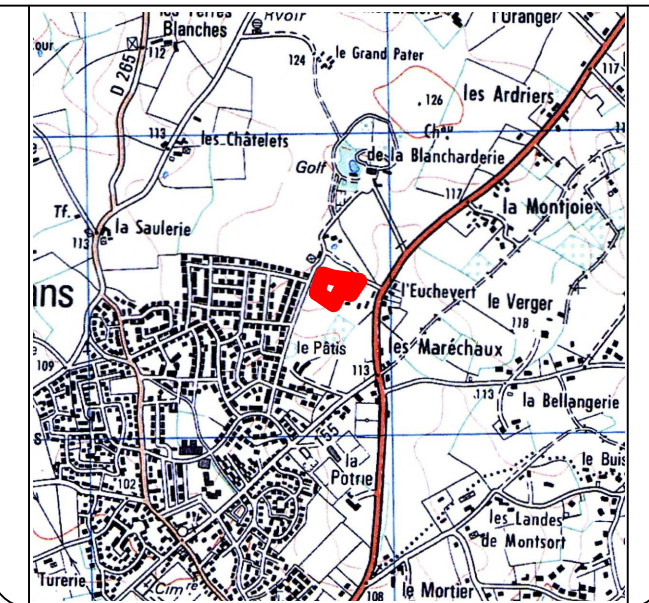 les Terres
Blanches
Rvoir
l'Uranger
112
le Grand Pater
124
117
D 265
126
les Ardriers
113
les Châtelets
Chau
Golf
de la Blancharderie
117
Tf.
la Montjoie
la Saulerie
113
ns
l'Euchevert
le Verger
118
le Pâtis
les Maréchaux
109
113
113
la Bellangerie
s
le Buis
la
Potrie
102
les Landes
de Montsort
Turerie
Cimre
le Mortier
108